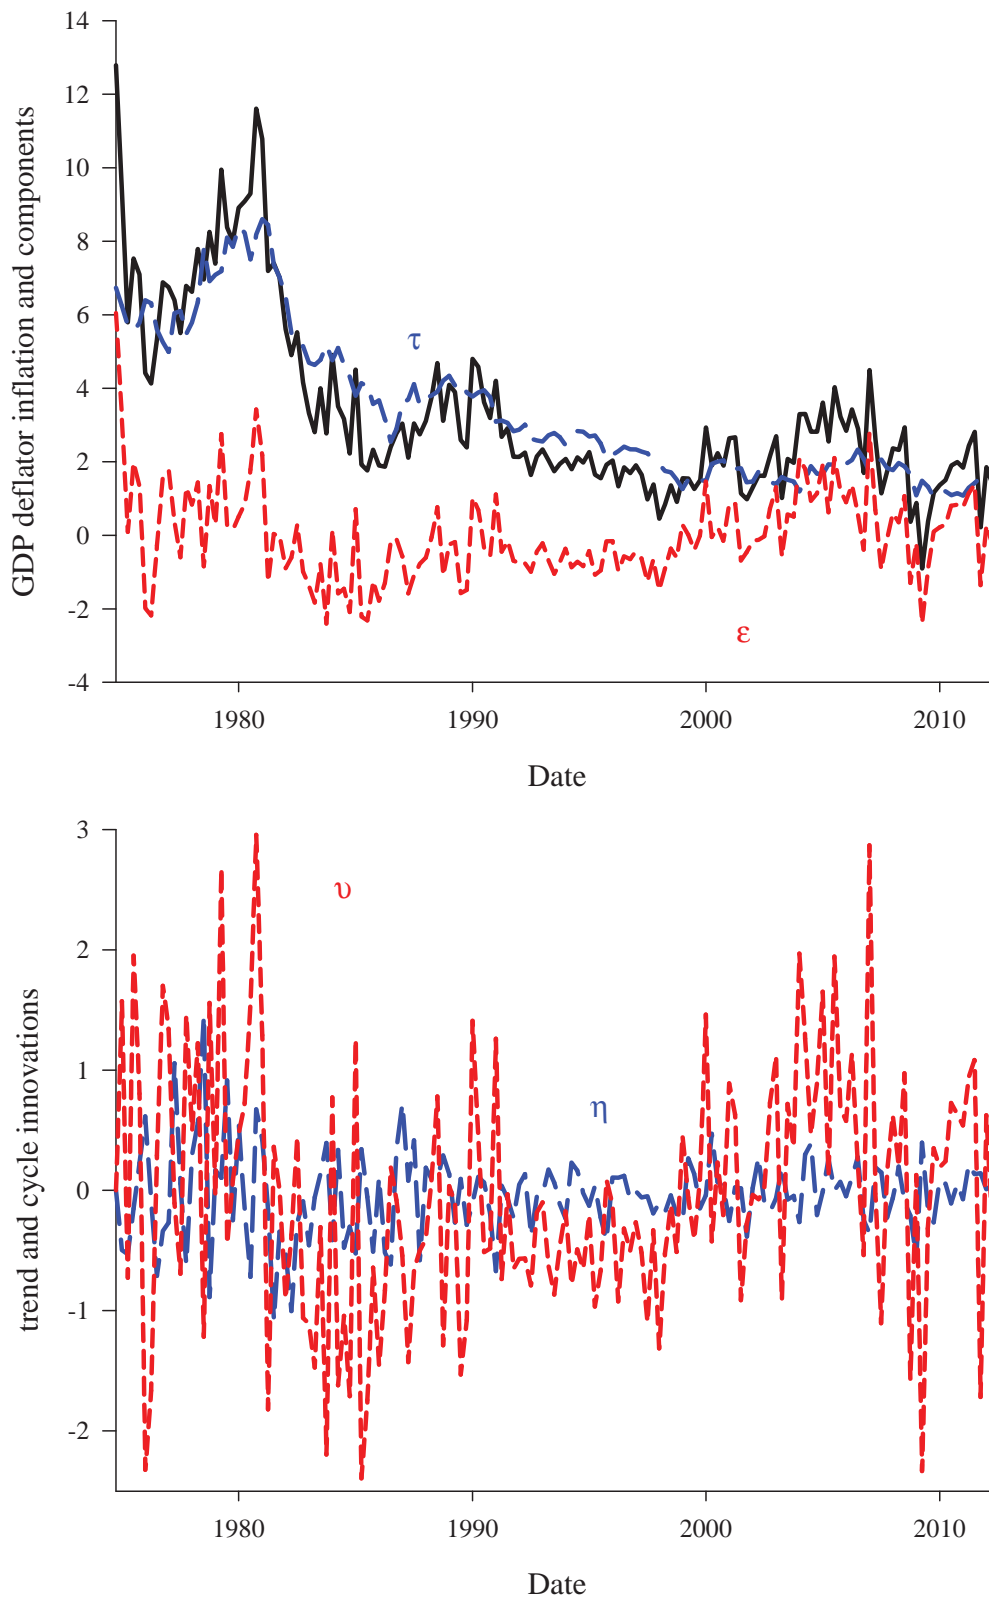 14
12
10
8
6
4
2
0
-2
-4
GDP deflator inflation and components
τ
ε
1980 1990 2000 2010
Date
3
2
1
0
-1
-2
trend and cycle innovations
υ
η
1980 1990 2000 2010
Date